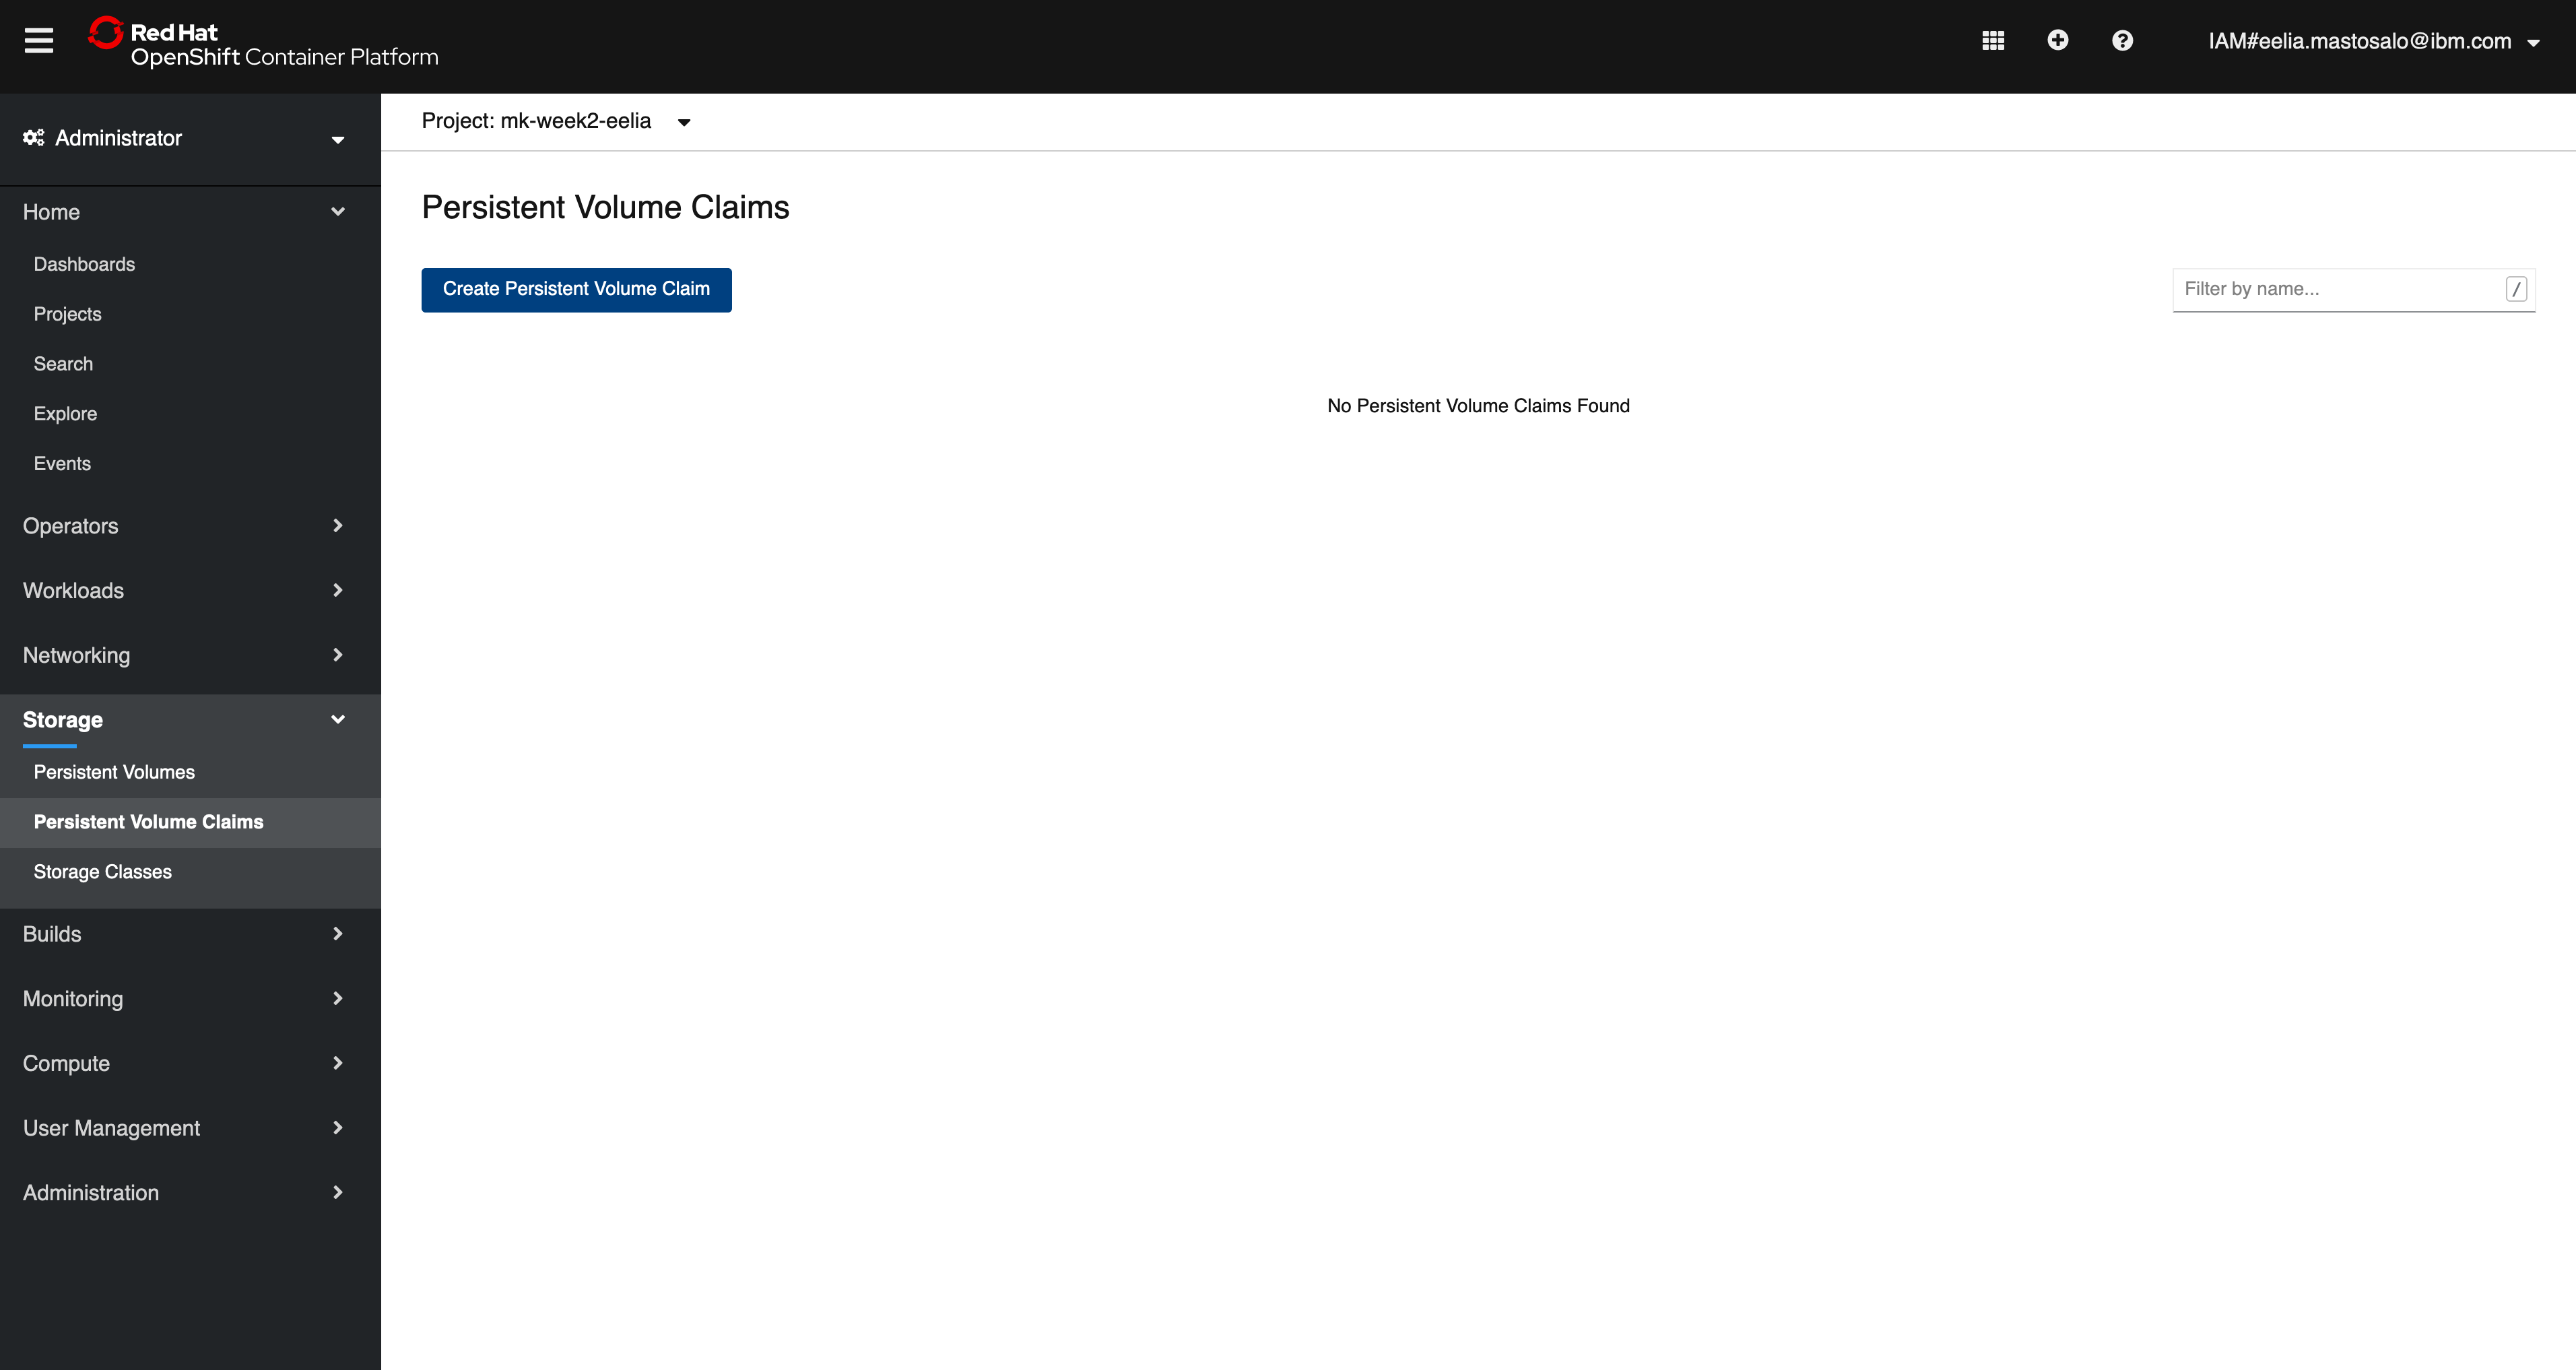 Red Hat
OpenShift Container Platform
IAM#eelia.mastosalo@ibm.com
Administrator
Home
Dashboards
Projects
Search
Explore
Events
Operators
Workloads
Networking
Storage
Persistent Volumes
Persistent Volume Claims
Storage Classes
Builds
Monitoring
Compute
User Management
Administration
Project: mk-week2-eelia
Persistent Volume Claims
Create Persistent Volume Claim
Filter by name... /
No Persistent Volume Claims Found